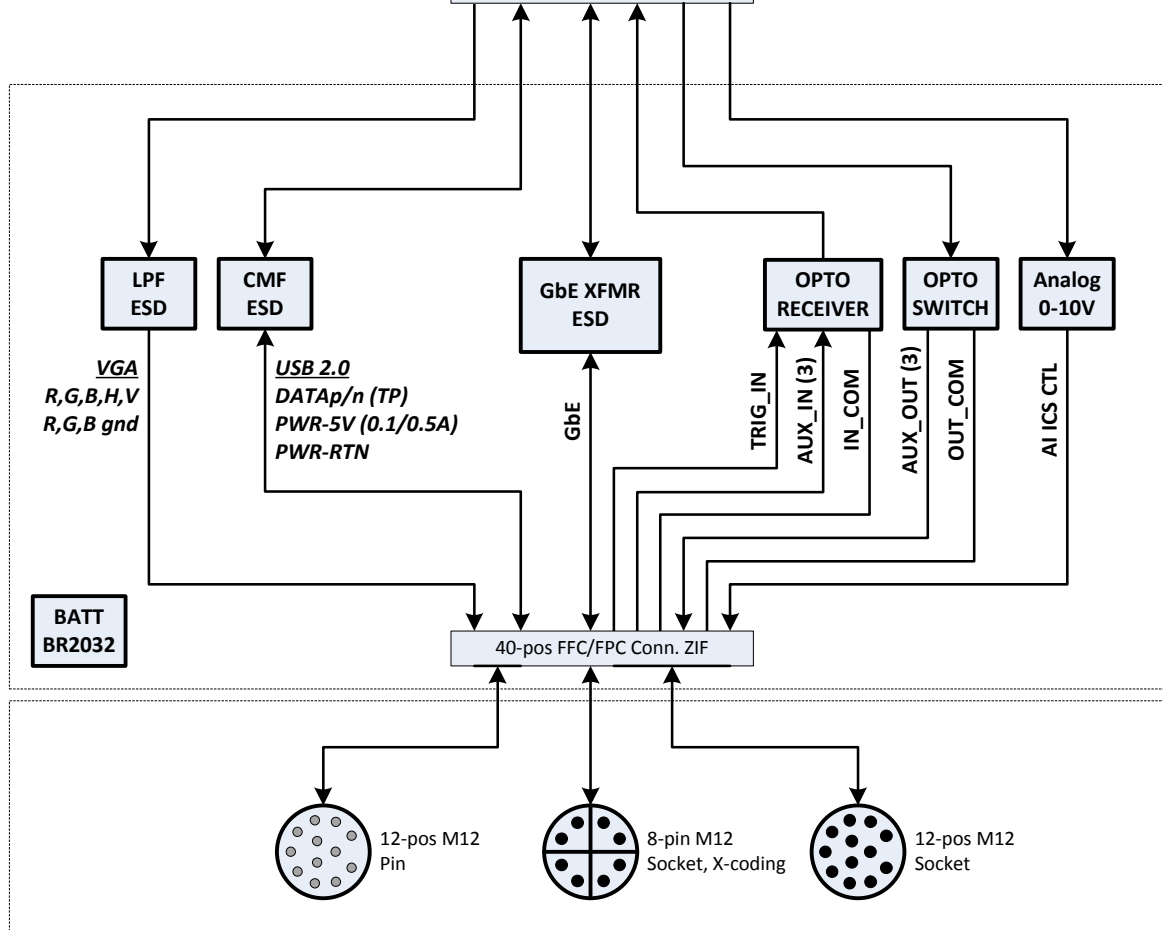 LPF
ESD
CMF
ESD
GbE XFMR
ESD
OPTO
RECEIVER
OPTO
SWITCH
Analog
0-10V
VGA
R,G,B,H,V
R,G,B gnd
USB 2.0
DATAp/n (TP)
PWR-5V (0.1/0.5A)
PWR-RTN
GbE
TRIG_IN
AUX_IN (3)
IN_COM
AUX_OUT (3)
OUT_COM
AI ICS CTL
BATT
BR2032
40-pos FFC/FPC Conn. ZIF
12-pos M12
Pin
8-pin M12
Socket, X-coding
12-pos M12
Socket